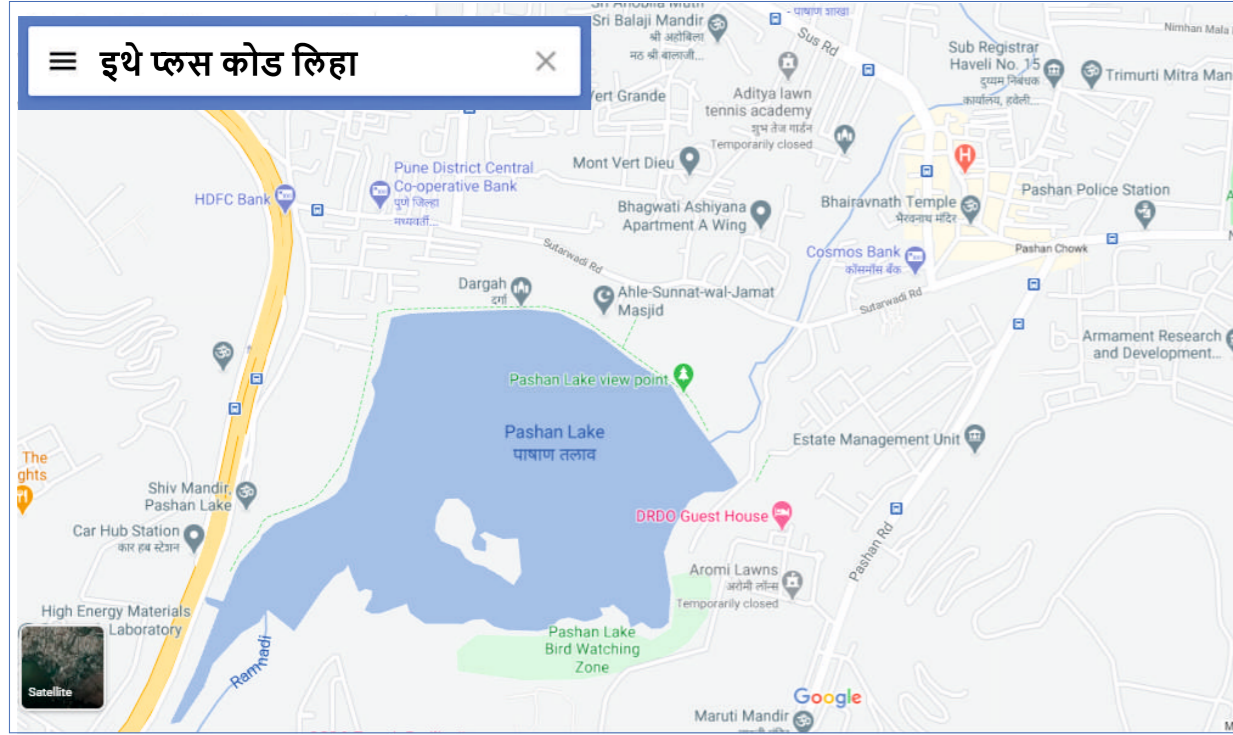 इथे प्लस कोड लिहा
Sri Balaji Mandir
श्री अहोबिला
मठ श्री बालाजी...
पाषाण शाखा
Sus Rd
Nimhan Mala
Sub Registrar
Haveli No. 15
दुय्यम निबंधक
कार्यालय, हवेली...
Trimurti Mitra Man
Vert Grande
Aditya lawn
tennis academy
शुभ तेज गार्डन
Temporarily closed
Mont Vert Dieu
Pune District Central
Co-operative Bank
पुणे जिल्हा
मध्यवर्ती...
HDFC Bank
Bhagwati Ashiyana
Apartment A Wing
Bhairavnath Temple
भैरवनाथ मंदिर
Pashan Police Station
Cosmos Bank
कॉसमॉस बँक
Pashan Chowk
Sutarwadi Rd
Dargah
दर्गा
Ahle-Sunnat-wal-Jamat
Masjid
Sutarwadi Rd
Armament Research
and Development...
Pashan Lake view point
Pashan Lake
पाषाण तलाव
Estate Management Unit
The
ghts
Shiv Mandir,
Pashan Lake
Car Hub Station
कार हब स्टेशन
DRDO Guest House
Pashan Rd
Aromi Lawns
अरोमी लॉन्स
Temporarily closed
High Energy Materials
Laboratory
Ramnadi
Pashan Lake
Bird Watching
Zone
Satellite
Google
Maruti Mandir